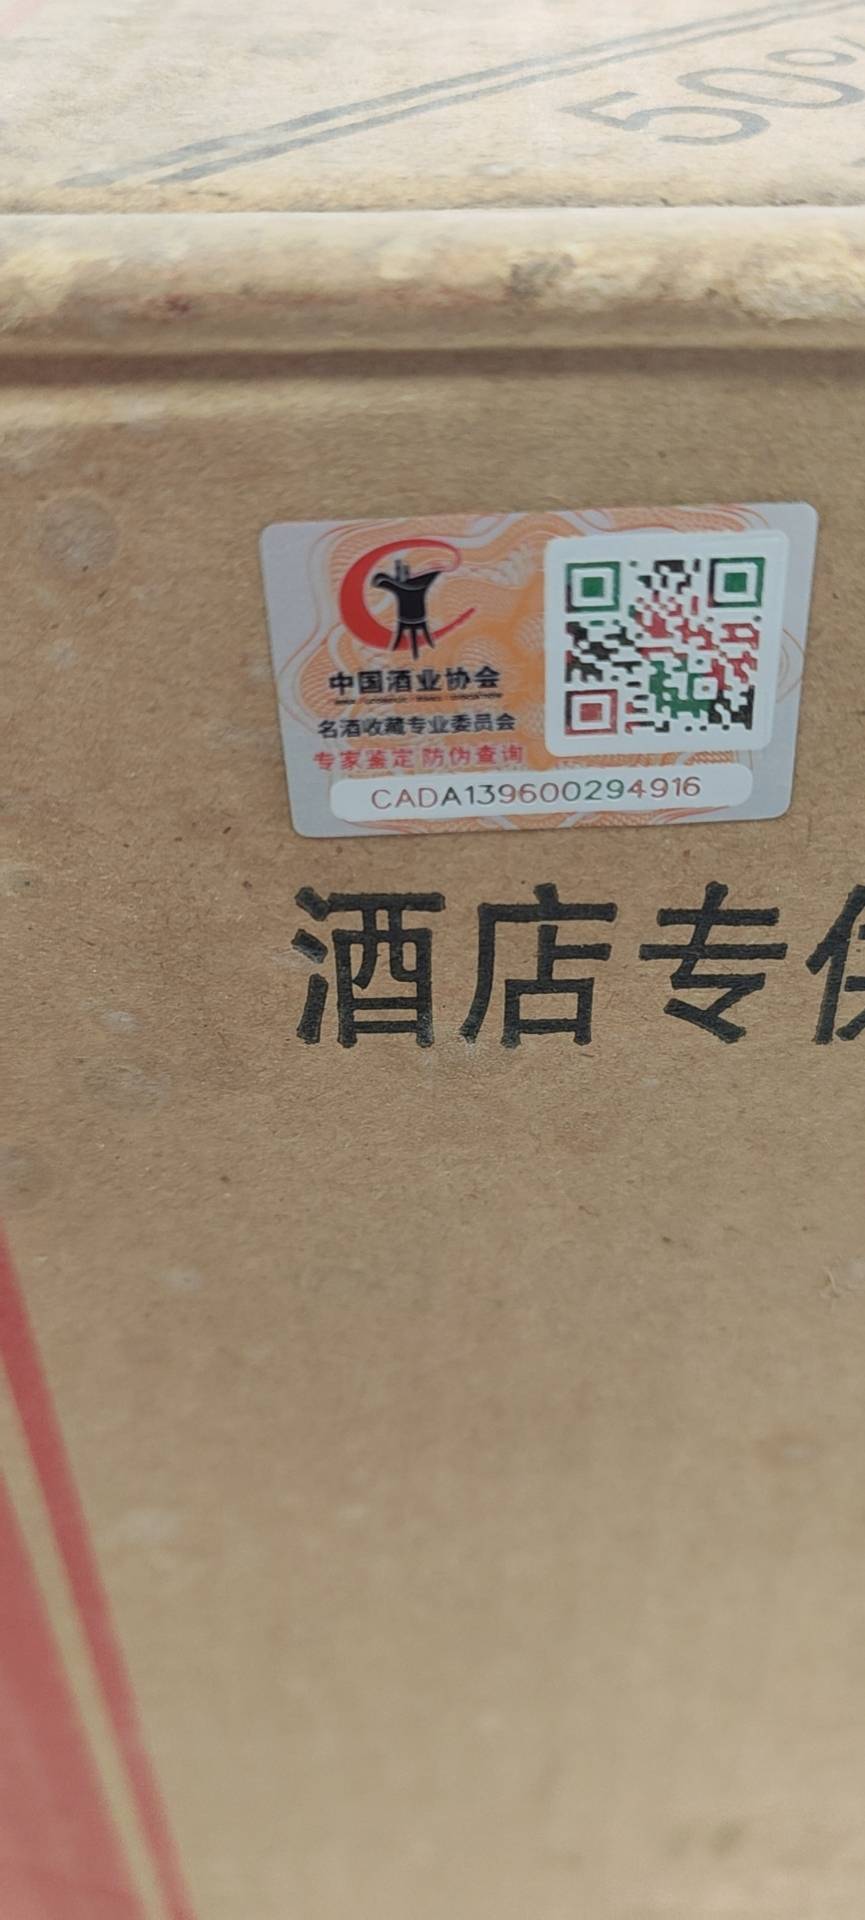 50%
中国酒业协会
名酒收藏专业委员会
专家鉴定 防伪查询
CADA139600294916
酒店专